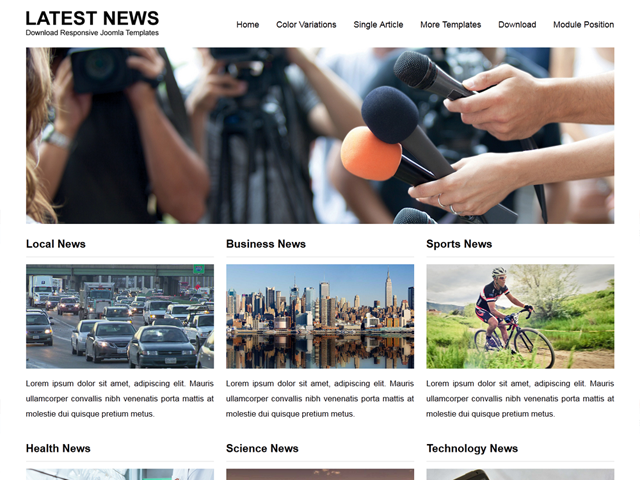 LATEST NEWS
Download Responsive Joomla Templates
Home Color Variations Single Article More Templates Download Module Position
Local News Business News Sports News
Lorem ipsum dolor sit amet, adipiscing elit. Mauris
ullamcorper convallis nibh venenatis porta mattis at
molestie dui quisque pretium metus.
Lorem ipsum dolor sit amet, adipiscing elit. Mauris
ullamcorper convallis nibh venenatis porta mattis at
molestie dui quisque pretium metus.
Lorem ipsum dolor sit amet, adipiscing elit. Mauris
ullamcorper convallis nibh venenatis porta mattis at
molestie dui quisque pretium metus.
Health News Science News Technology News